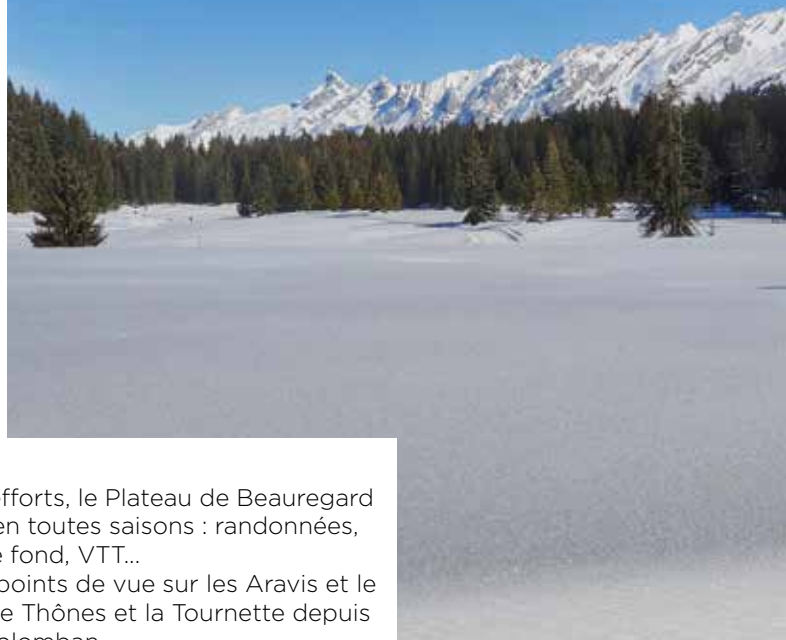 efforts, le Plateau de Beauregard
en toutes saisons : randonnées,
fond, VTT...
points de vue sur les Aravis et le
Thônes et la Tournette depuis